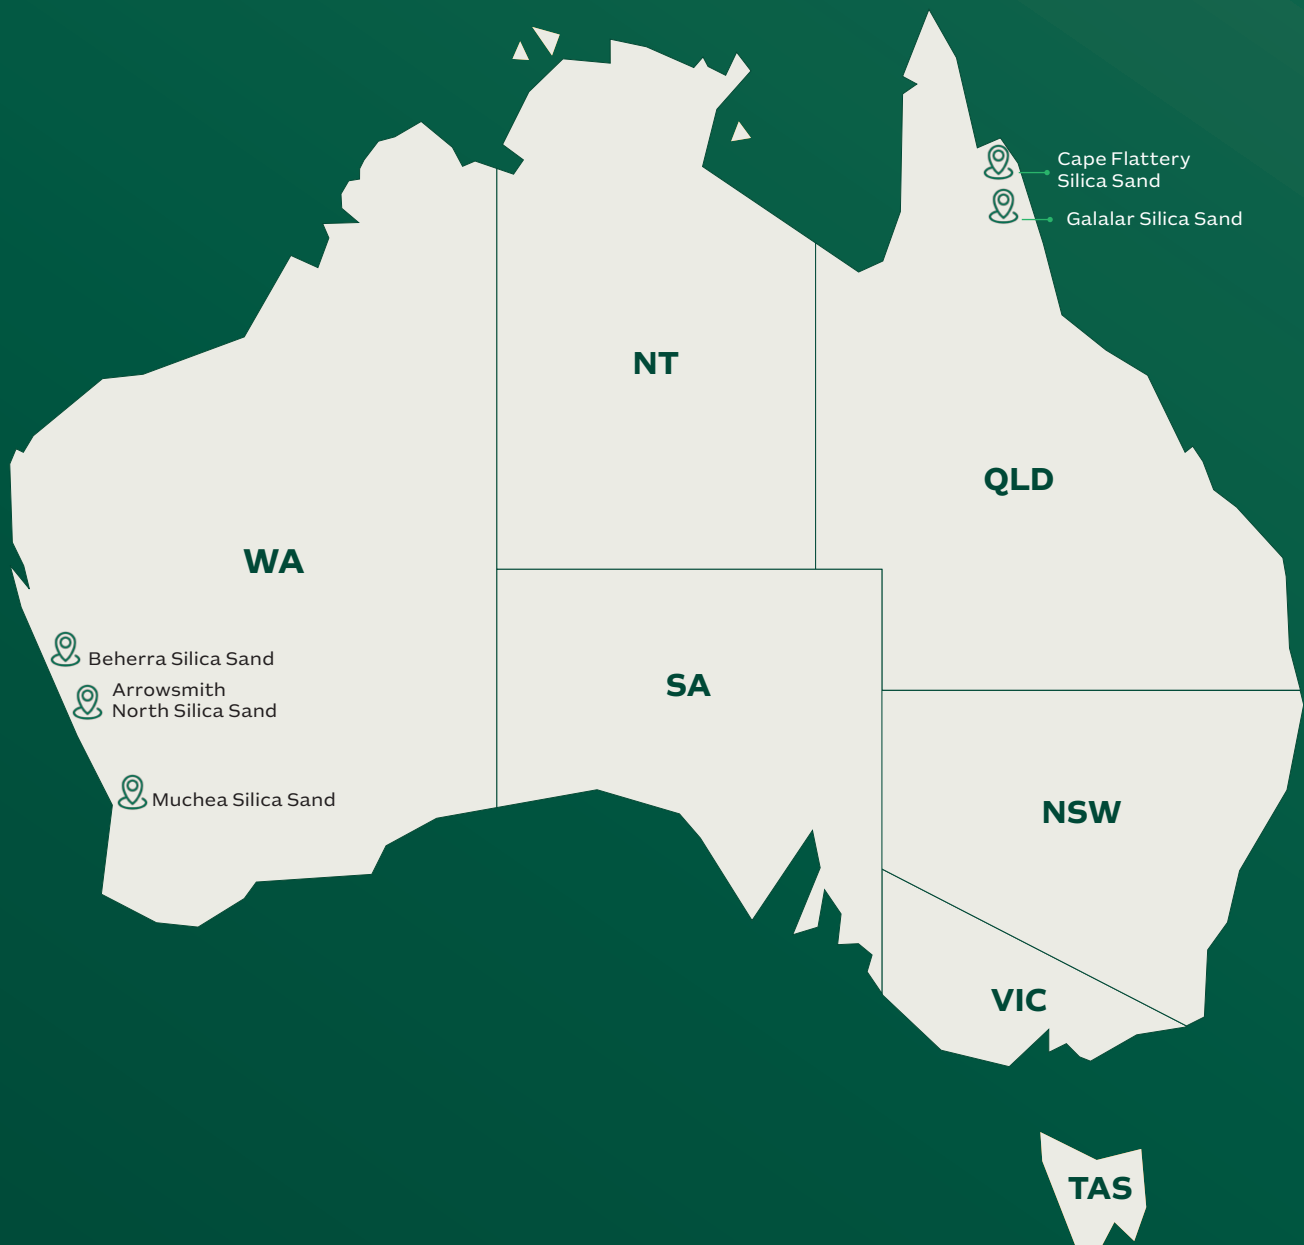 Cape Flattery
Silica Sand
Galalar Silica Sand
NT
QLD
WA
Beherra Silica Sand
Arrowsmith
North Silica Sand
SA
Muchea Silica Sand
NSW
VIC
TAS